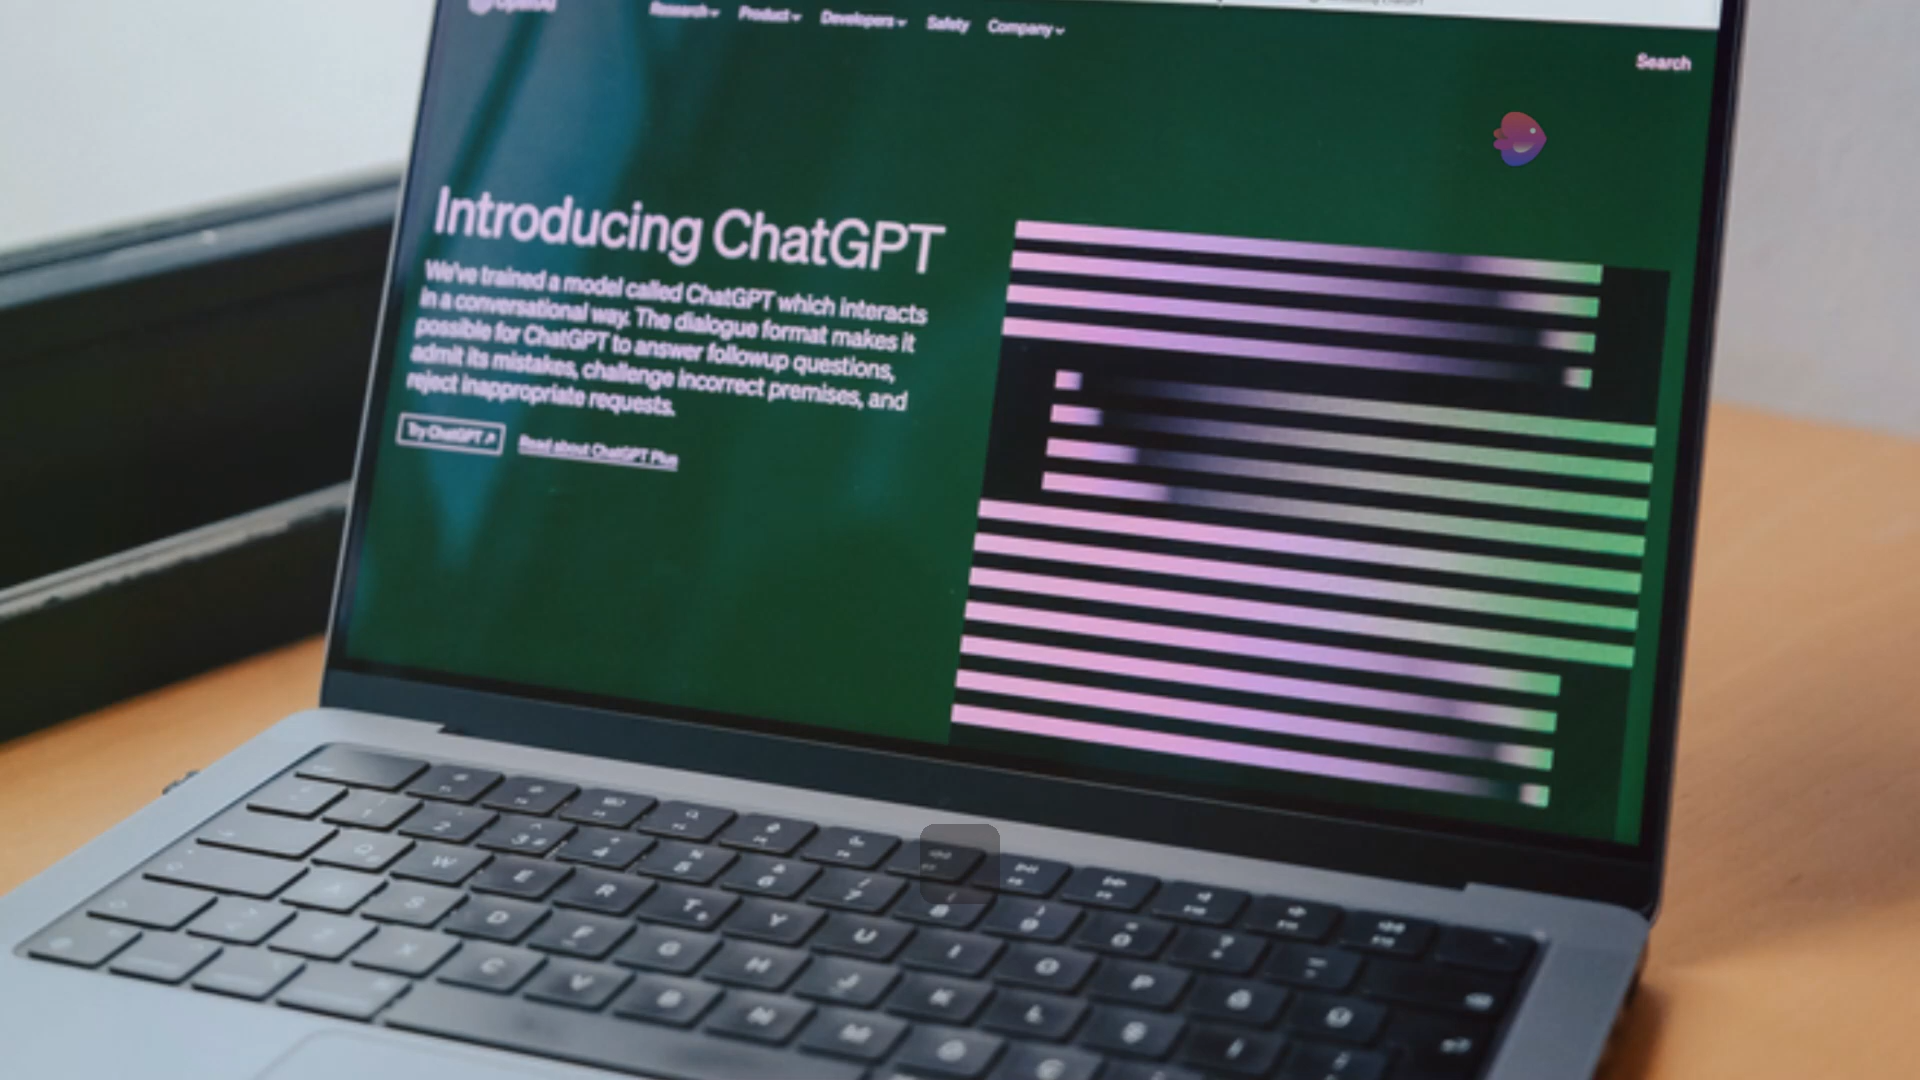 OpenAI
Research Product Developers Safety Company
Search
Introducing ChatGPT
We've trained a model called ChatGPT which interacts
in a conversational way. The dialogue format makes it
possible for ChatGPT to answer followup questions,
admit its mistakes, challenge incorrect premises, and
reject inappropriate requests.
Try ChatGPT ↗ Read about ChatGPT Plus
Q W E R T Y U I O P
A S D F G H J K L
X C V B N M